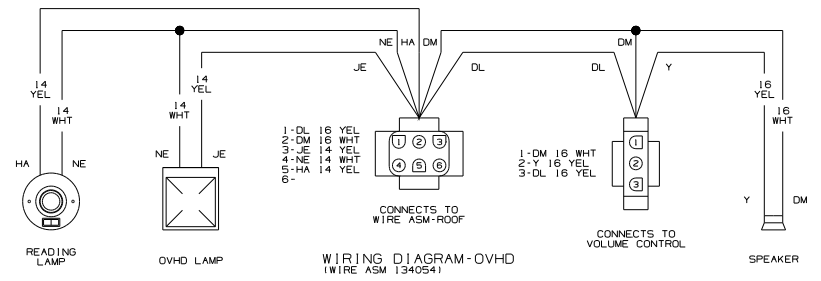 NE HA DM
DM
JE
DL
DL
Y
14
YEL
14
WHT
14
YEL
14
WHT
16
YEL
16
WHT
HA
NE
NE
JE
1-DL 16 YEL
2-DM 16 WHT
3-JE 14 YEL
4-NE 14 WHT
5-HA 14 YEL
6-
1 2 3
4 5 6
1-DM 16 WHT
2-Y 16 YEL
3-DL 16 YEL
1
2
3
Y
DM
CONNECTS TO
WIRE ASM-ROOF
CONNECTS TO
VOLUME CONTROL
READING
LAMP
OVHD LAMP
WIRING DIAGRAM-OVHD
(WIRE ASM 134054)
SPEAKER